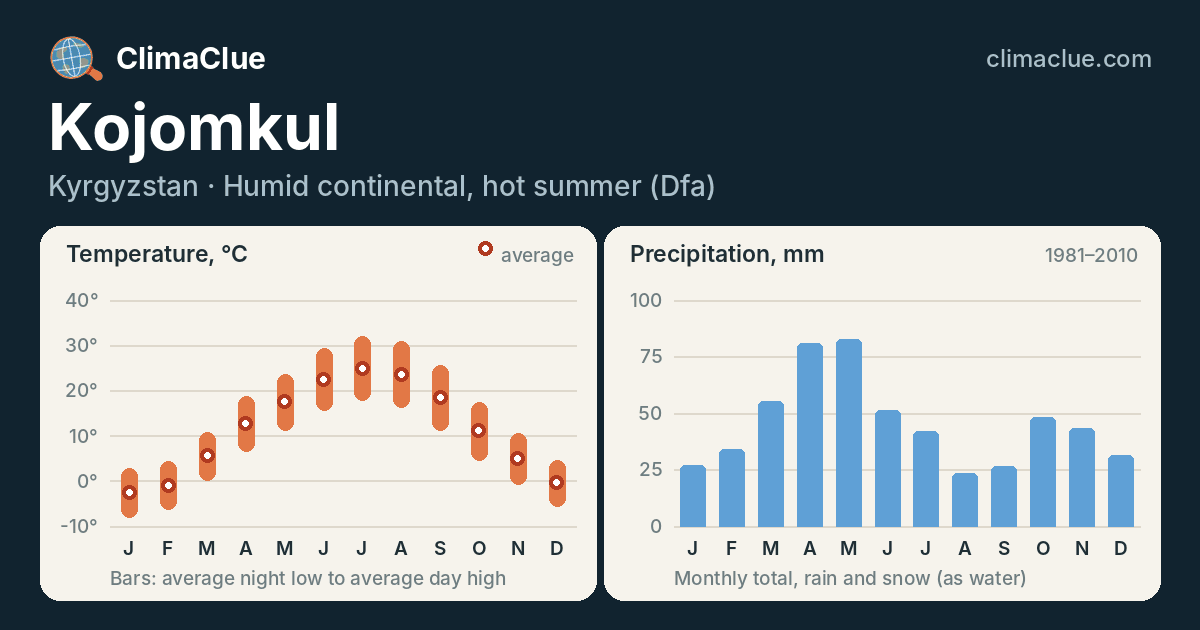 ClimaClue
climaclue.com
Kojomkul
Kyrgyzstan · Humid continental, hot summer (Dfa)
Temperature, °C
average
40°
30°
20°
10°
0°
-10°
J F M A M J J A S O N D
Bars: average night low to average day high
Precipitation, mm
1981–2010
100
75
50
25
0
J F M A M J J A S O N D
Monthly total, rain and snow (as water)